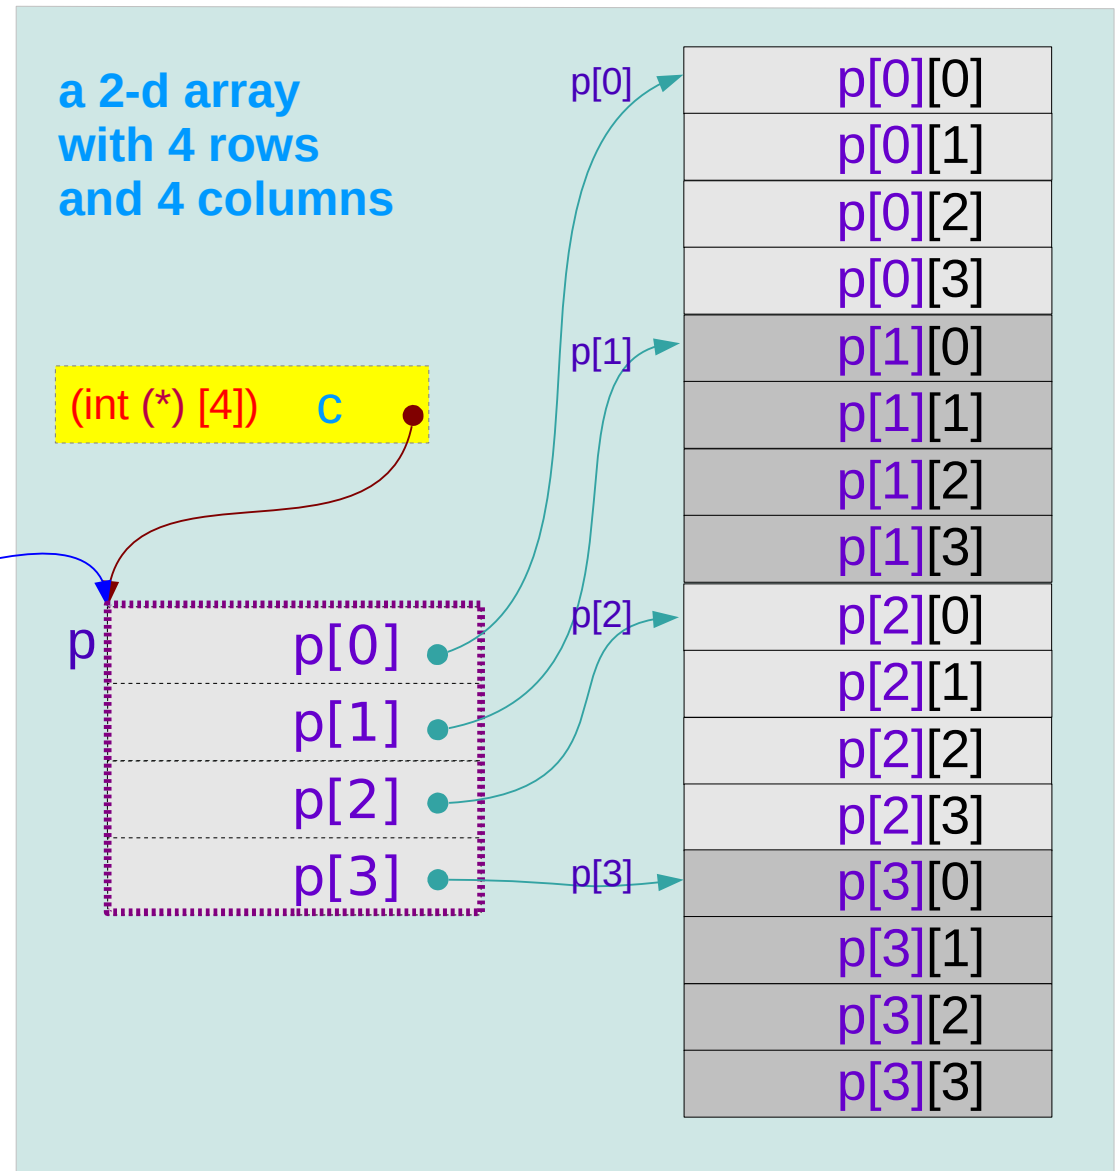 a 2-d array
with 4 rows
and 4 columns
(int (*) [4]) c
p
p[0]
p[1]
p[2]
p[3]
p[0]
p[1]
p[2]
p[3]
p[0][0]
p[0][1]
p[0][2]
p[0][3]
p[1][0]
p[1][1]
p[1][2]
p[1][3]
p[2][0]
p[2][1]
p[2][2]
p[2][3]
p[3][0]
p[3][1]
p[3][2]
p[3][3]